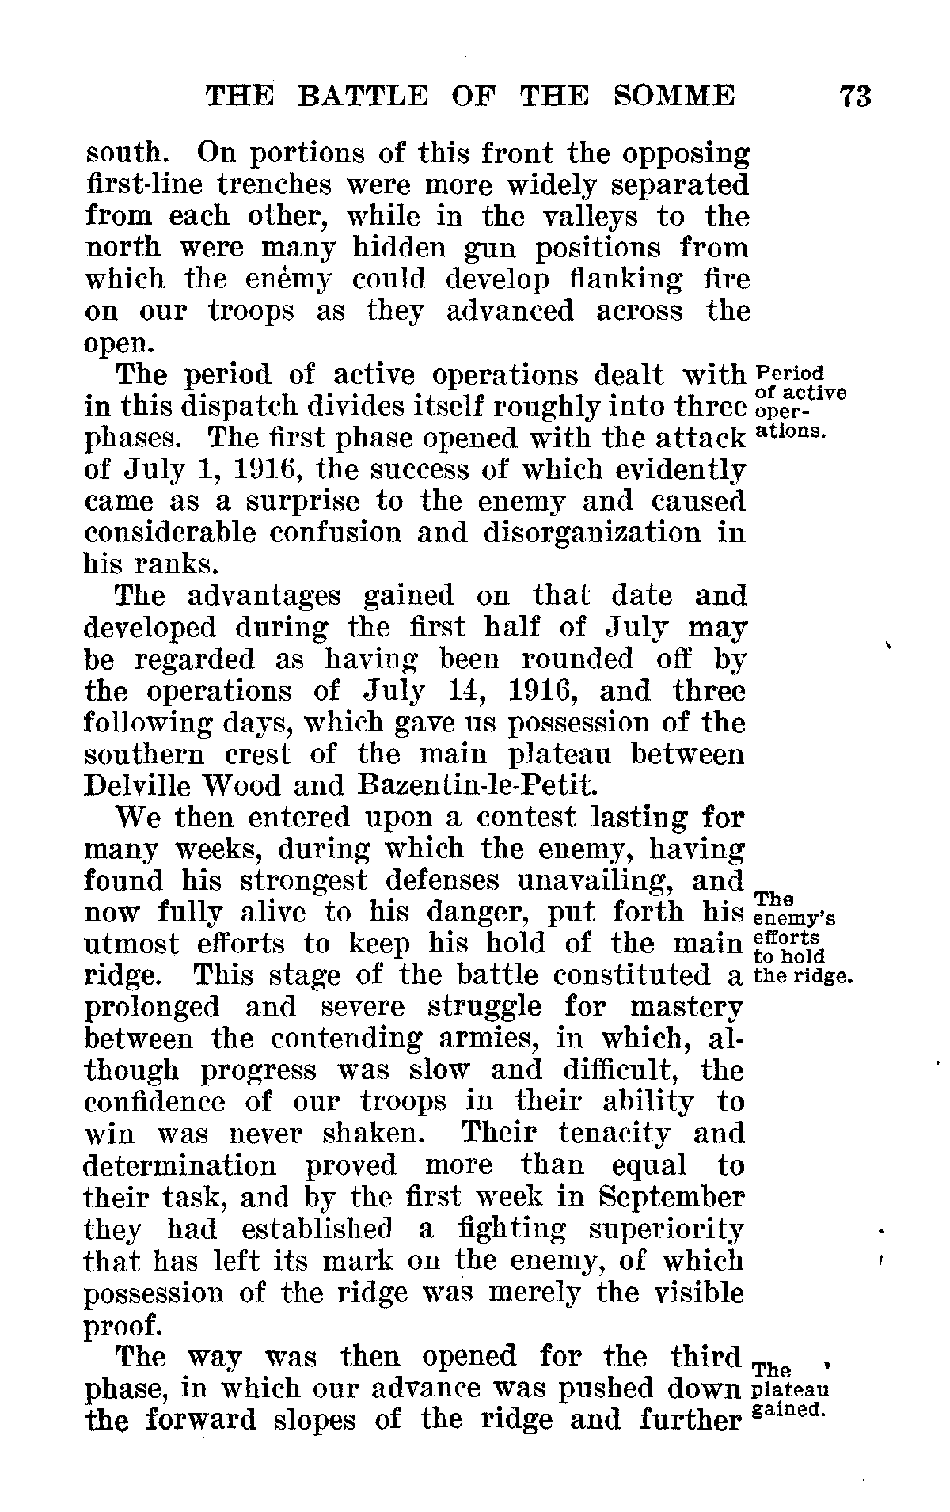 THE BATTLE OF THE SOMME 73
south. On portions of this front the opposing
first-line trenches were more widely separated
from each other, while in the valleys to the
north were many hidden gun positions from
which the enemy could develop flanking fire
on our troops as they advanced across the
open.
The period of active operations dealt with
in this dispatch divides itself roughly into three
phases. The first phase opened with the attack
of July 1, 1916, the success of which evidently
came as a surprise to the enemy and caused
considerable confusion and disorganization in
his ranks.
Period
of active
oper-
ations.
The advantages gained on that date and
developed during the first half of July may
be regarded as having been rounded off by
the operations of July 14, 1916, and three
following days, which gave us possession of the
southern crest of the main plateau between
Delville Wood and Bazentin-le-Petit.
We then entered upon a contest lasting for
many weeks, during which the enemy, having
found his strongest defenses unavailing, and
now fully alive to his danger, put forth his
utmost efforts to keep his hold of the main
ridge. This stage of the battle constituted a
prolonged and severe struggle for mastery
between the contending armies, in which, al-
though progress was slow and difficult, the
confidence of our troops in their ability to
win was never shaken. Their tenacity and
determination proved more than equal to
their task, and by the first week in September
they had established a fighting superiority
that has left its mark on the enemy, of which
possession of the ridge was merely the visible
proof.
The
enemy's
efforts
to hold
the ridge.
The way was then opened for the third
phase, in which our advance was pushed down
the forward slopes of the ridge and further
The
plateau
gained.